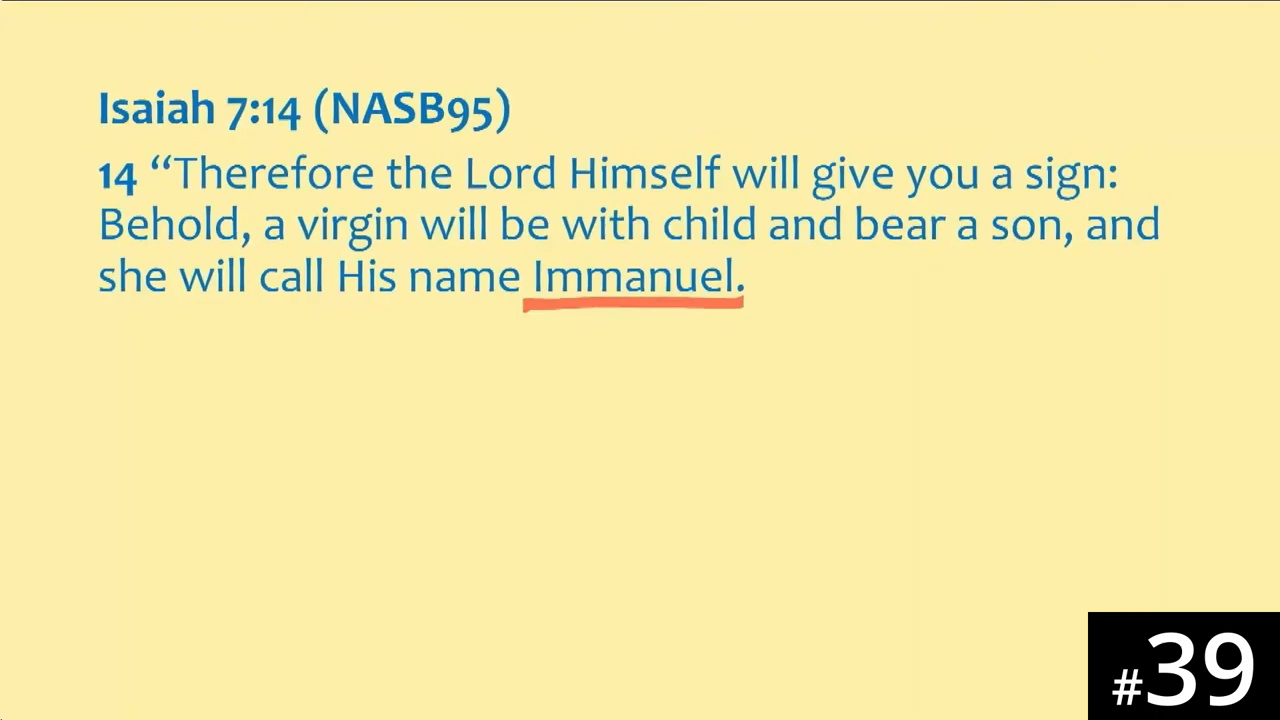 Isaiah 7:14 (NASB95)
14 “Therefore the Lord Himself will give you a sign:
Behold, a virgin will be with child and bear a son, and
she will call His name Immanuel.
#39